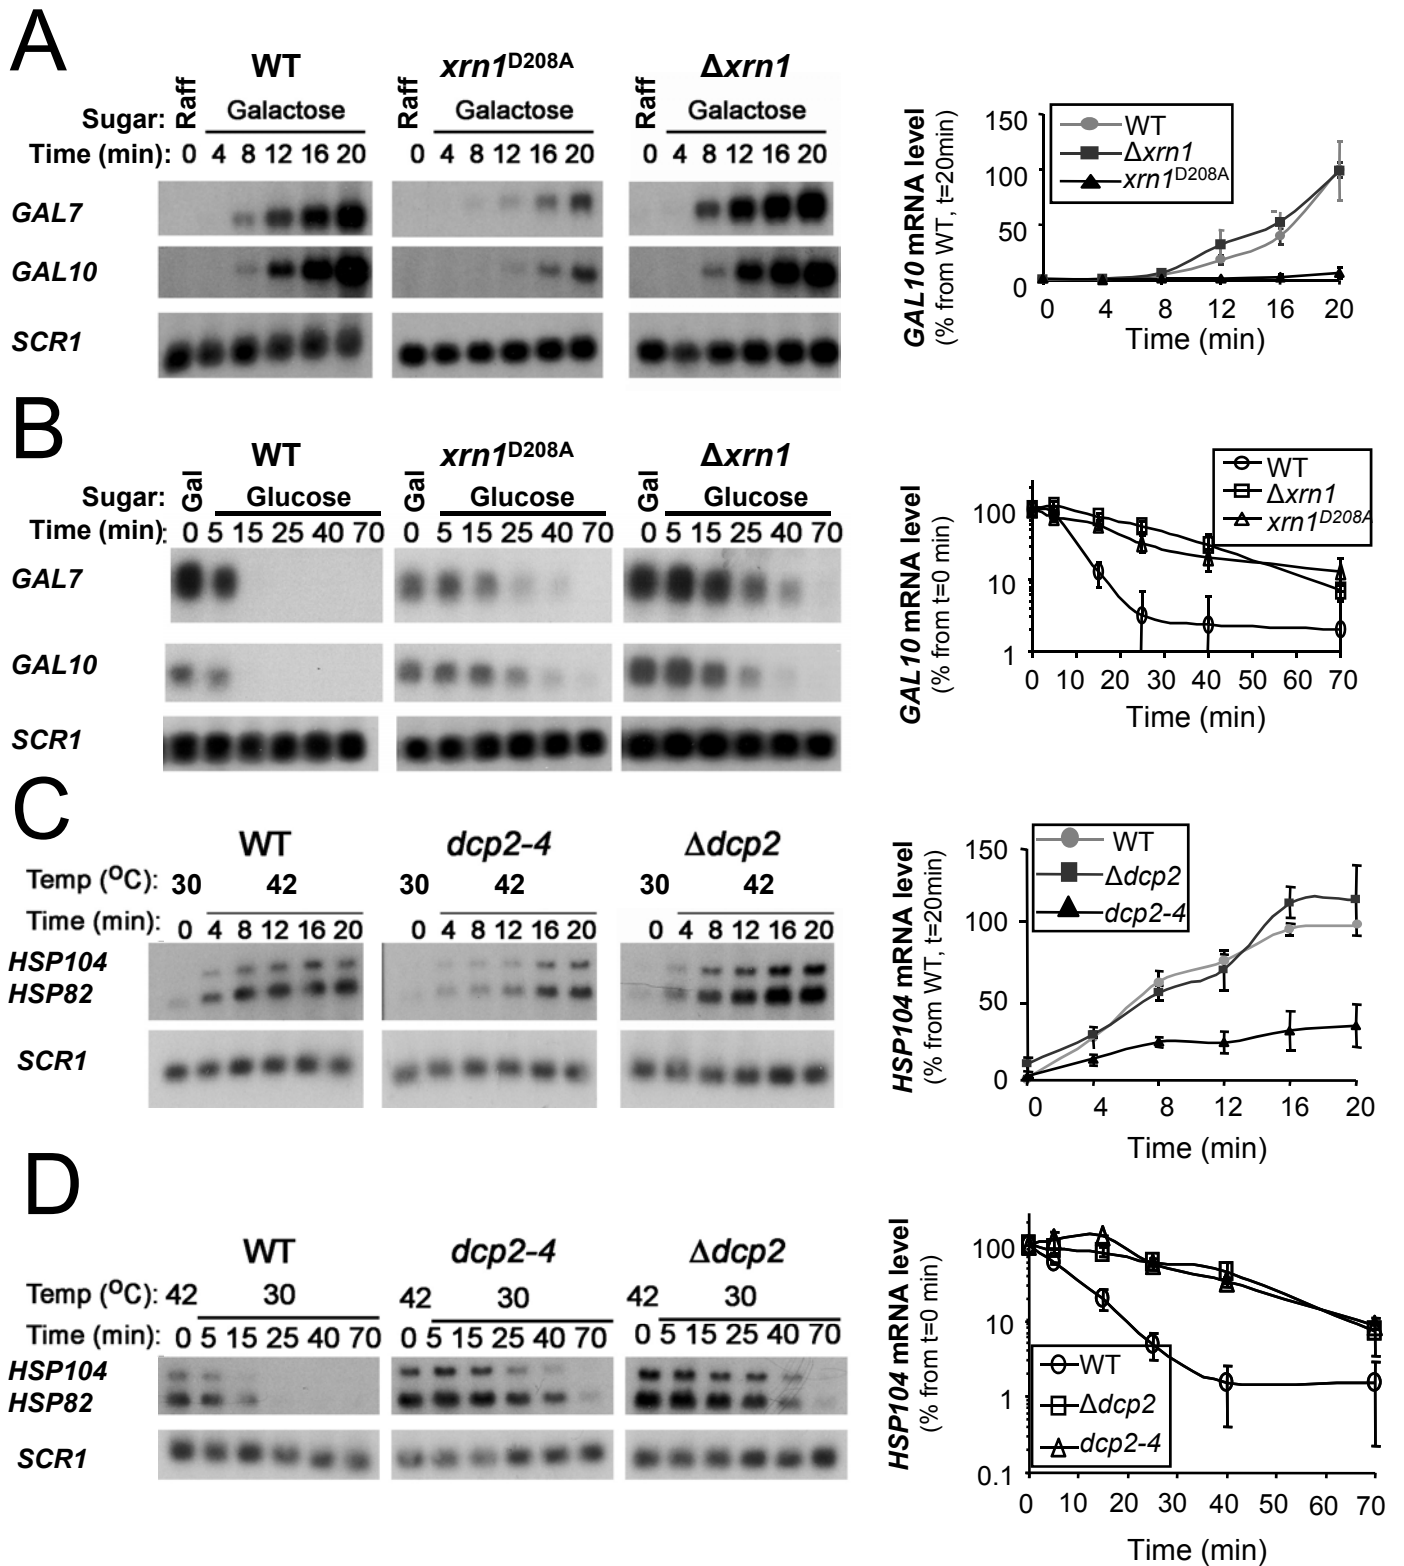 A
WT
xrn1D208A
Δxrn1
Sugar: Raff Galactose Raff Galactose Raff Galactose
Time (min): 0 4 8 12 16 20 0 4 8 12 16 20 0 4 8 12 16 20
GAL7
GAL10
SCR1
GAL10 mRNA level
(% from WT, t=20min)
150
100
50
0
WT
Δxrn1
xrn1D208A
0 4 8 12 16 20
Time (min)
B
WT
xrn1D208A
Δxrn1
Sugar: Gal Glucose Gal Glucose Gal Glucose
Time (min): 0 5 15 25 40 70 0 5 15 25 40 70 0 5 15 25 40 70
GAL7
GAL10
SCR1
GAL10 mRNA level
(% from t=0 min)
100
10
1
WT
Δxrn1
xrn1D208A
0 10 20 30 40 50 60 70
Time (min)
C
WT
dcp2-4
Δdcp2
Temp (oC): 30 42 30 42 30 42
Time (min): 0 4 8 12 16 20 0 4 8 12 16 20 0 4 8 12 16 20
HSP104
HSP82
SCR1
HSP104 mRNA level
(% from WT, t=20min)
150
100
50
0
WT
Δdcp2
dcp2-4
0 4 8 12 16 20
Time (min)
D
WT
dcp2-4
Δdcp2
Temp (oC): 42 30 42 30 42 30
Time (min): 0 5 15 25 40 70 0 5 15 25 40 70 0 5 15 25 40 70
HSP104
HSP82
SCR1
HSP104 mRNA level
(% from t=0 min)
100
10
1
0.1
WT
Δdcp2
dcp2-4
0 10 20 30 40 50 60 70
Time (min)